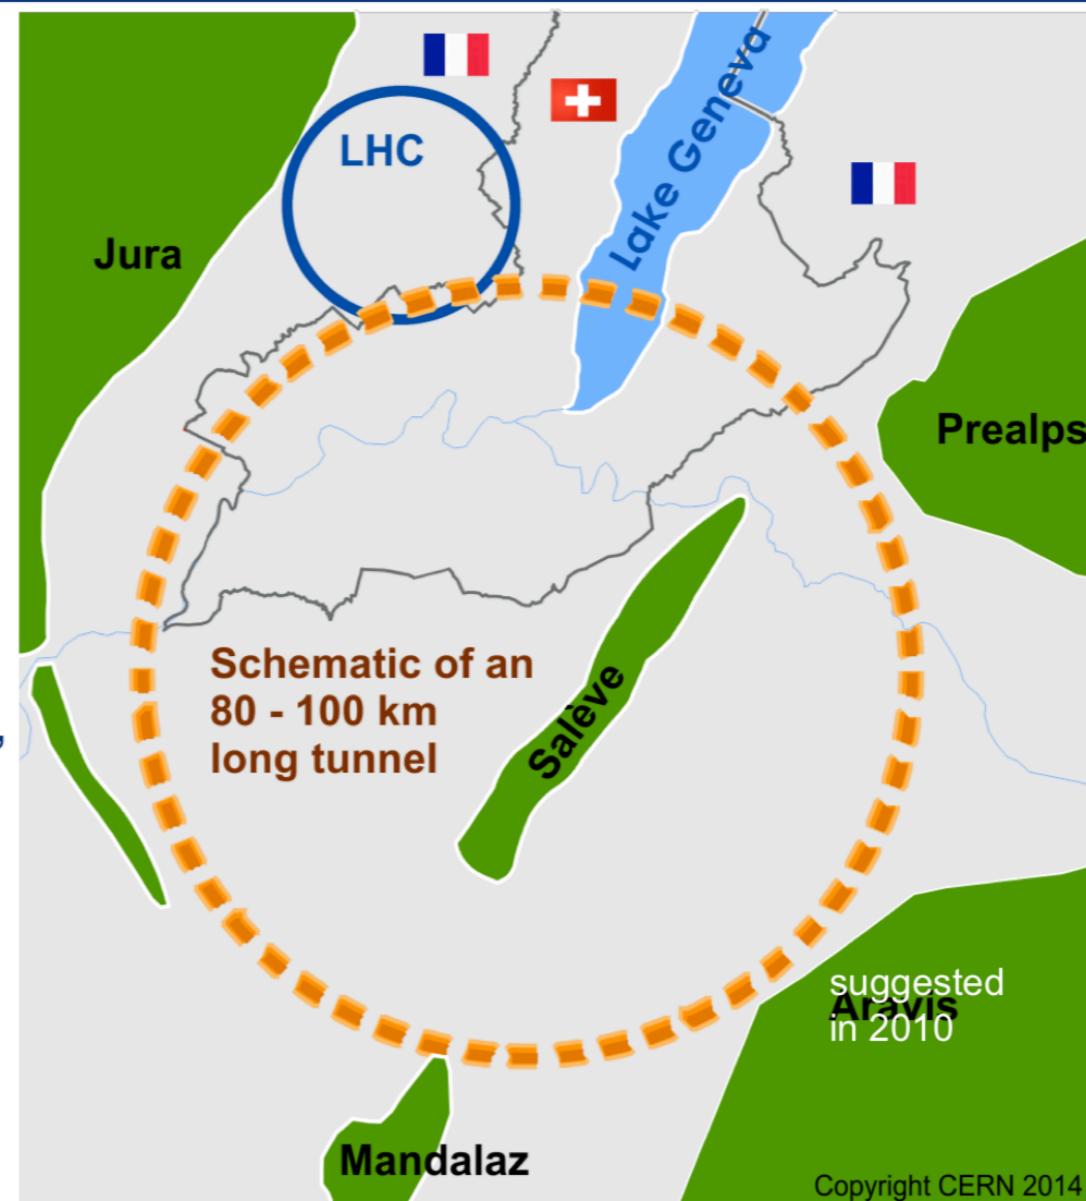 LHC
Lake Geneva
Jura
Prealps
Schematic of an
80 - 100 km
long tunnel
Salève
,
suggested
Aravis
in 2010
Mandalaz
Copyright CERN 2014